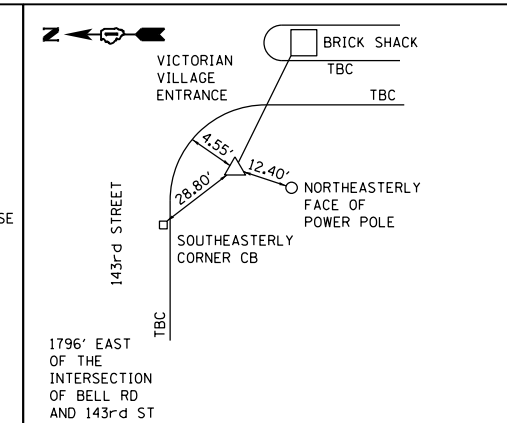 N
BRICK SHACK
TBC
VICTORIAN
VILLAGE
ENTRANCE
TBC
4.55'
12.40'
28.80'
NORTHEASTERLY
FACE OF
POWER POLE
143rd STREET
SE
SOUTHEASTERLY
CORNER CB
TBC
1796' EAST
OF THE
INTERSECTION
OF BELL RD
AND 143rd ST